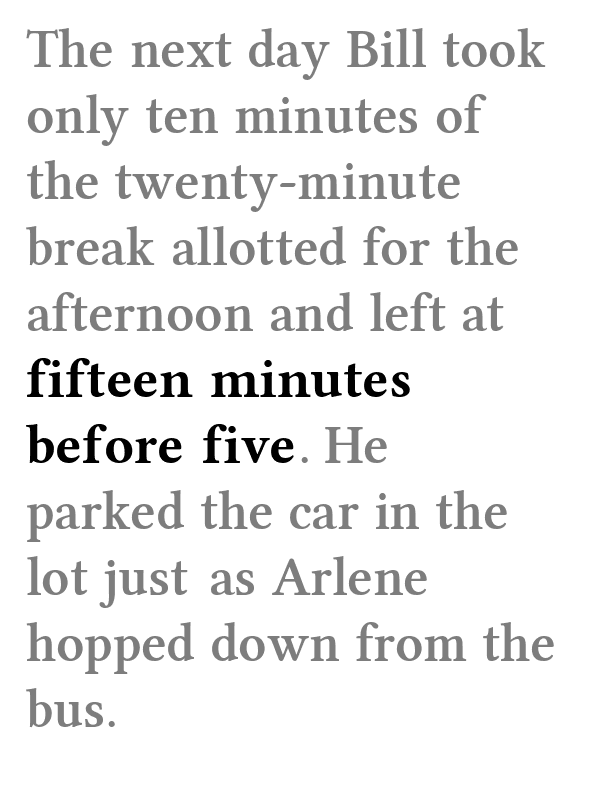 The next day Bill took
only ten minutes of
the twenty-minute
break allotted for the
afternoon and left at
fifteen minutes
before five. He
parked the car in the
lot just as Arlene
hopped down from the
bus.